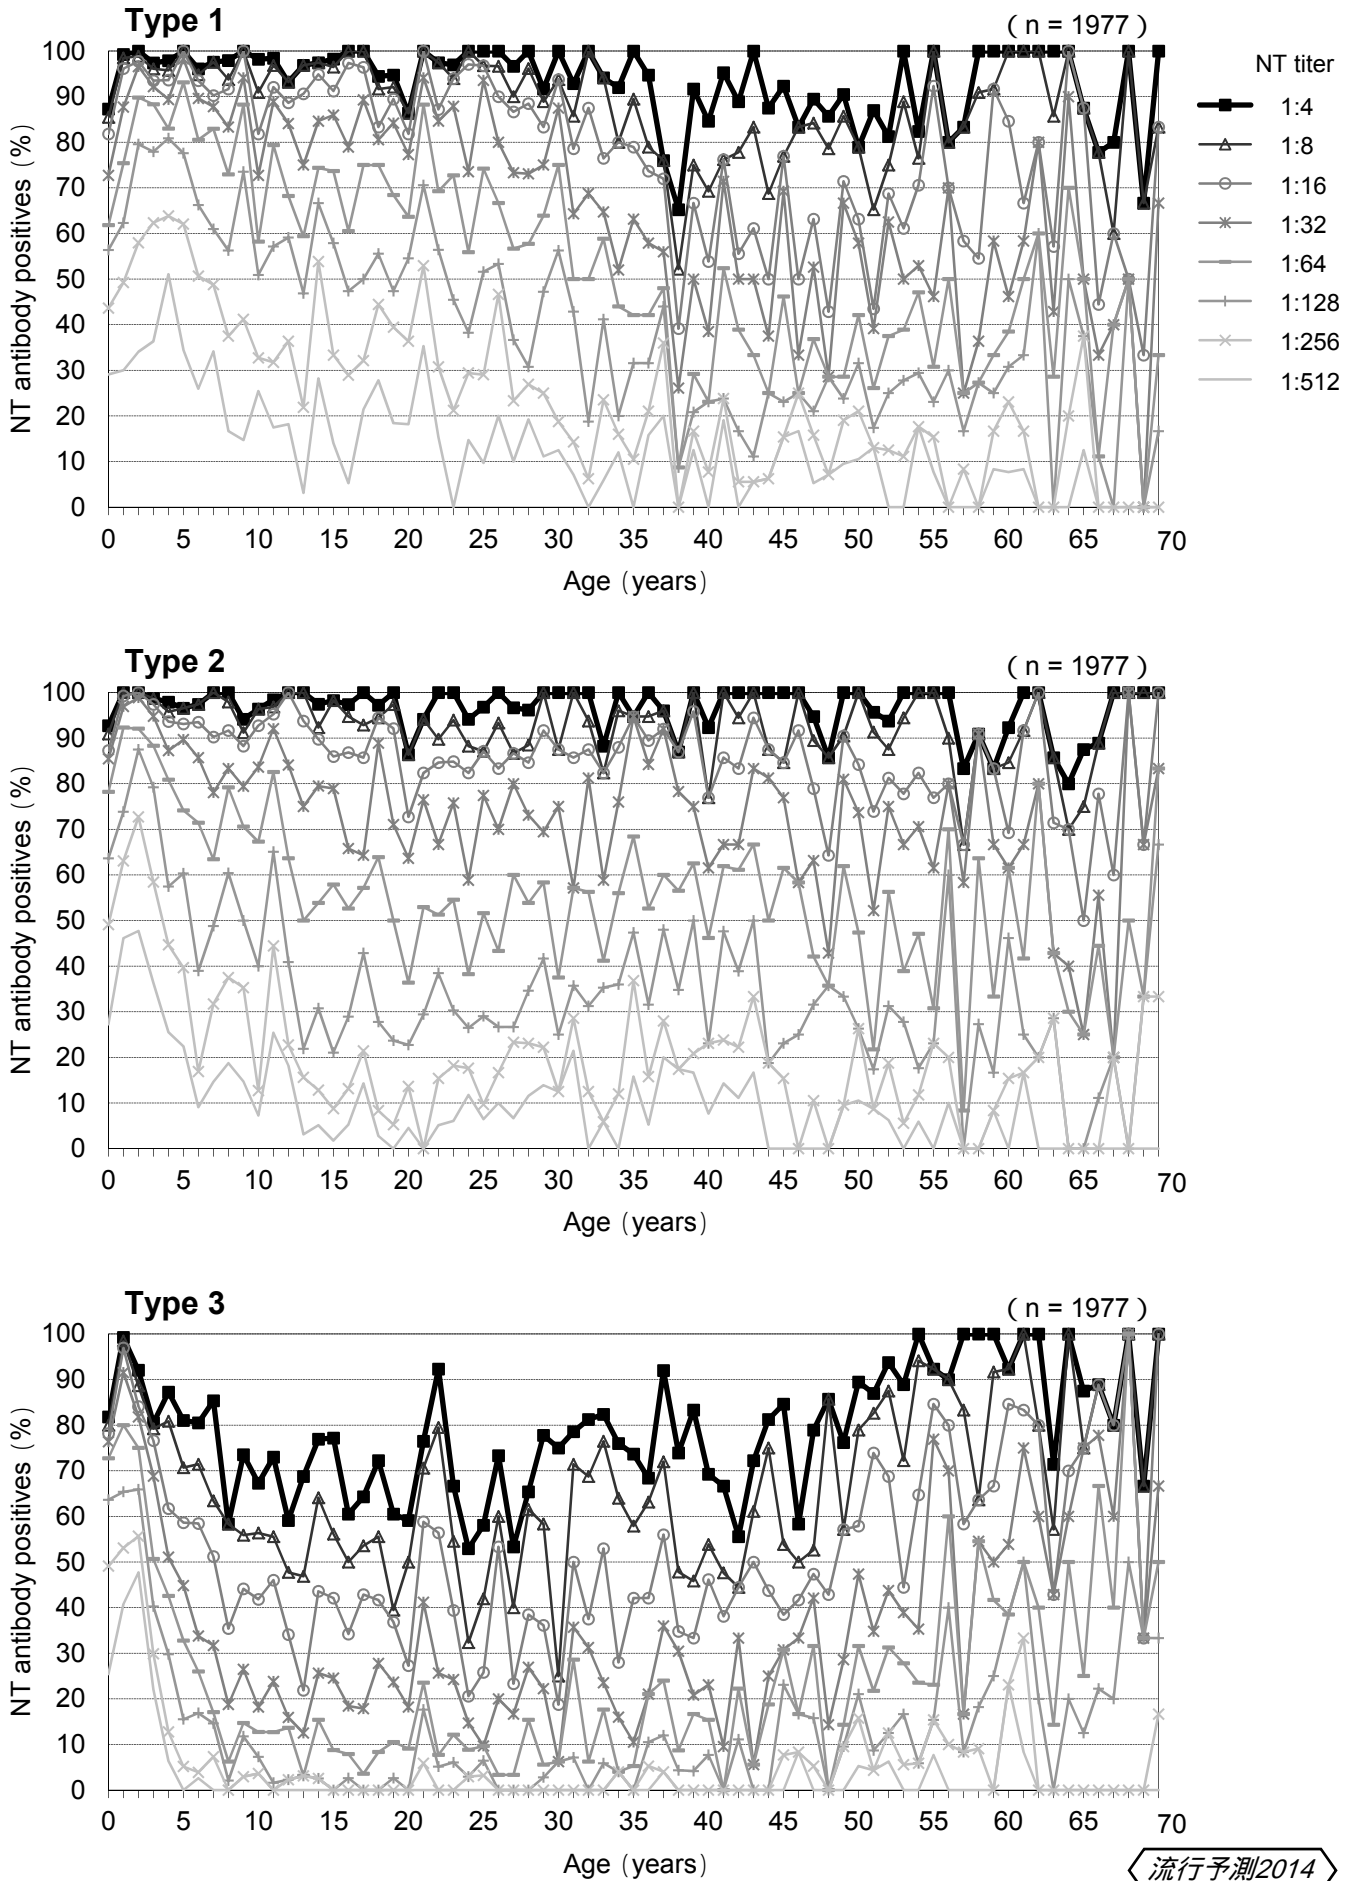 Type 1
( n = 1977 )
NT antibody positives (%)
100
90
80
70
60
50
40
30
20
10
0
0 5 10 15 20 25 30 35 40 45 50 55 60 65 70
Age (years)
NT titer
1:4
1:8
1:16
1:32
1:64
1:128
1:256
1:512
Type 2
( n = 1977 )
NT antibody positives (%)
100
90
80
70
60
50
40
30
20
10
0
0 5 10 15 20 25 30 35 40 45 50 55 60 65 70
Age (years)
Type 3
( n = 1977 )
NT antibody positives (%)
100
90
80
70
60
50
40
30
20
10
0
0 5 10 15 20 25 30 35 40 45 50 55 60 65 70
Age (years)
流行予測2014